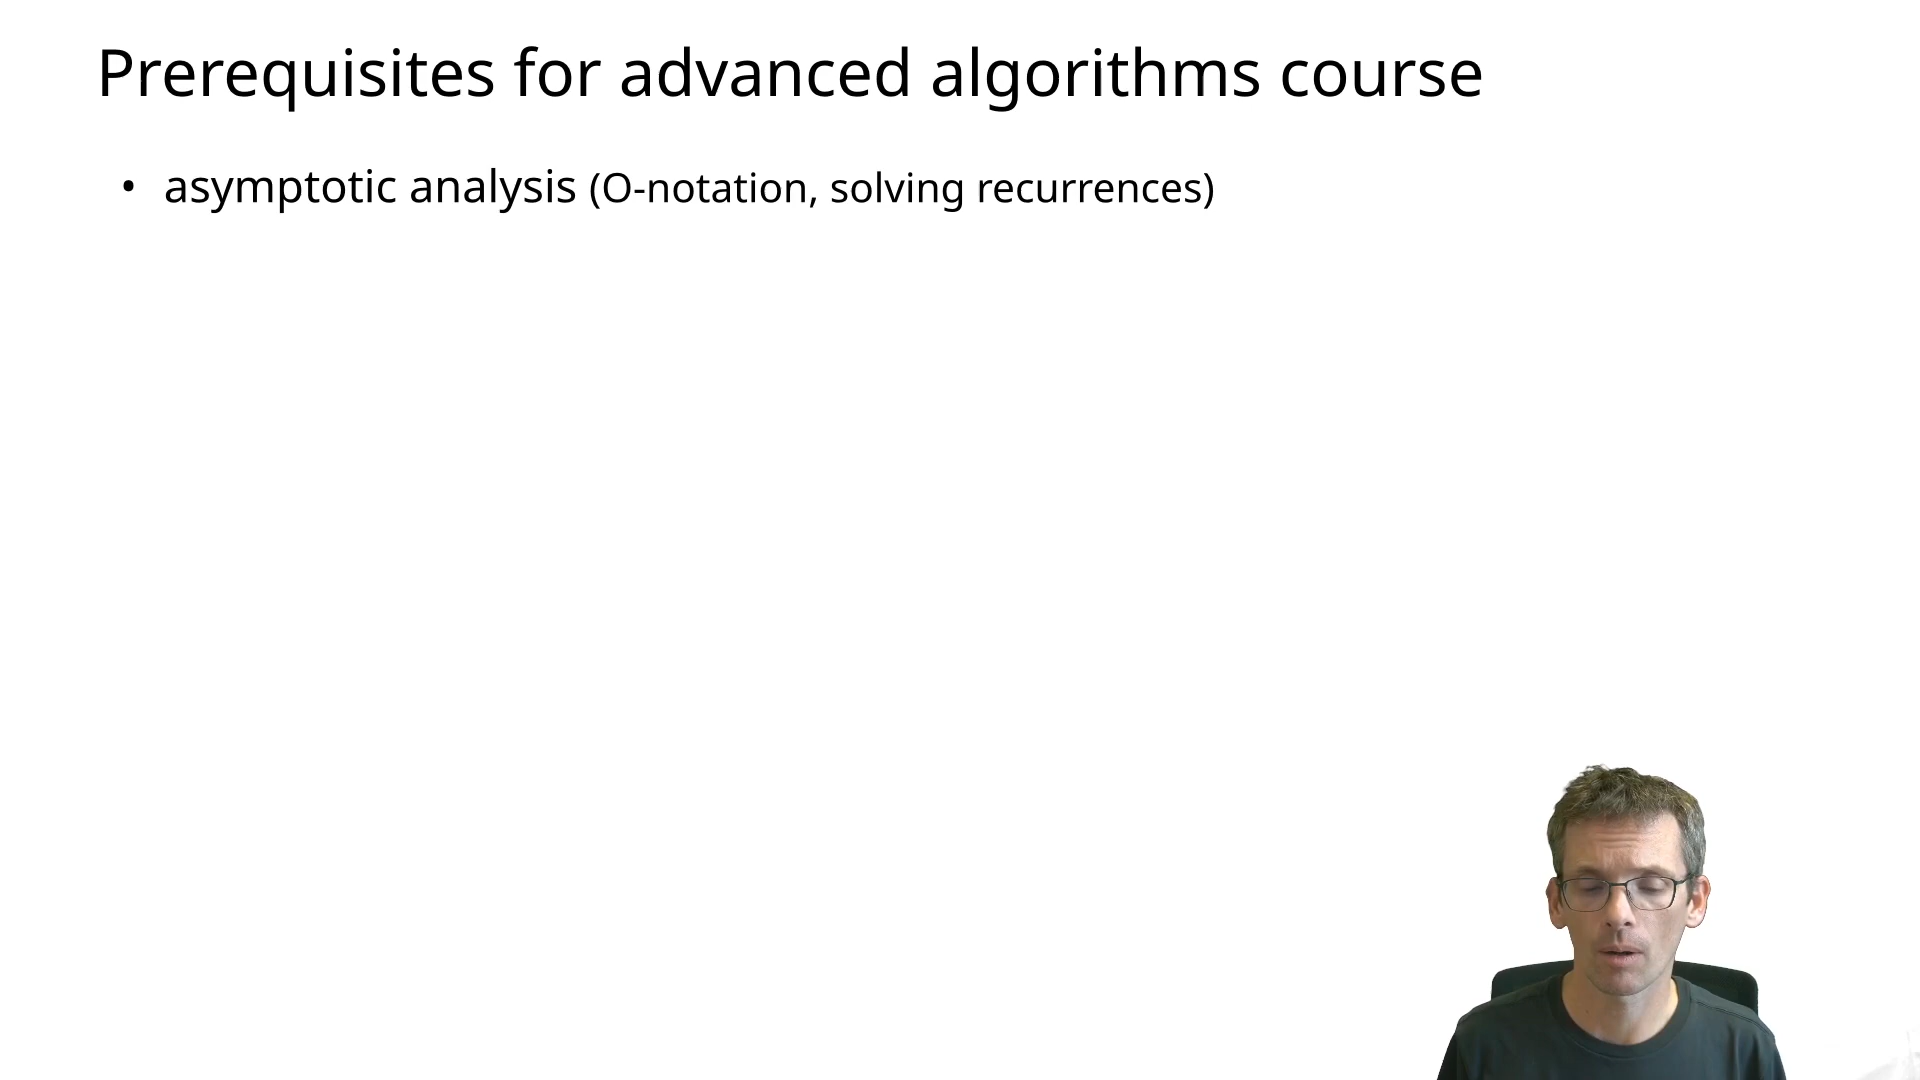 Prerequisites for advanced algorithms course
• asymptotic analysis (O-notation, solving recurrences)